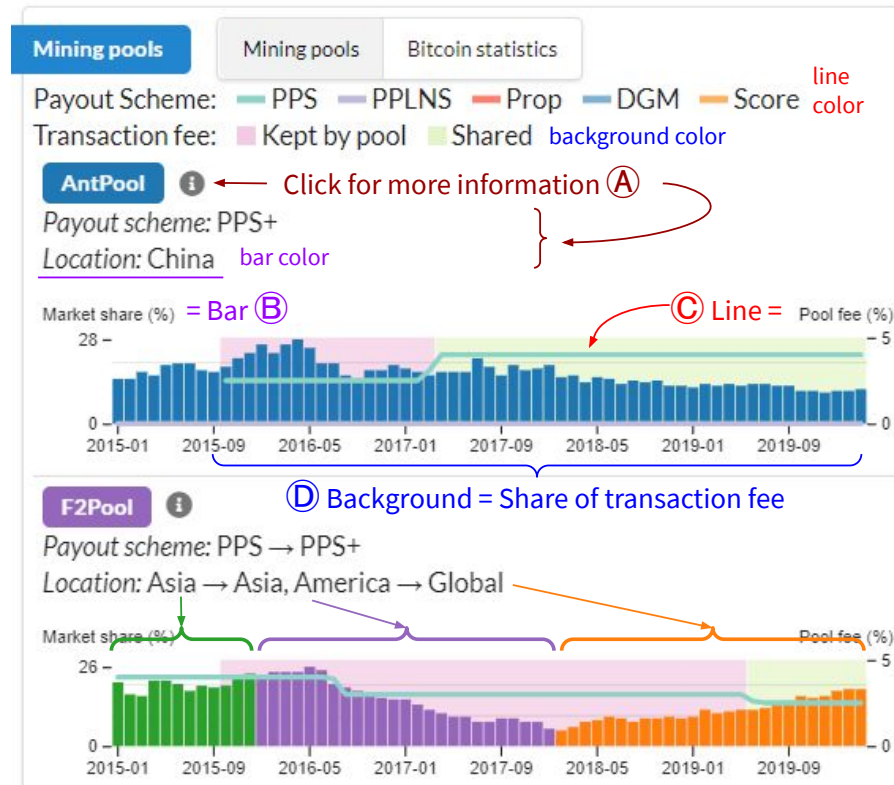 Mining pools Mining pools Bitcoin statistics
Payout Scheme: PPS PPLNS Prop DGM Score line color
Transaction fee: Kept by pool Shared background color
AntPool i Click for more information Ⓐ
Payout scheme: PPS+
Location: China bar color
Market share (%) = Bar Ⓑ Ⓒ Line = Pool fee (%)
28 5
0 0
2015-01 2015-09 2016-05 2017-01 2017-09 2018-05 2019-01 2019-09
Ⓓ Background = Share of transaction fee
F2Pool i
Payout scheme: PPS → PPS+
Location: Asia → Asia, America → Global
Market share (%) Pool fee (%)
26 5
0 0
2015-01 2015-09 2016-05 2017-01 2017-09 2018-05 2019-01 2019-09